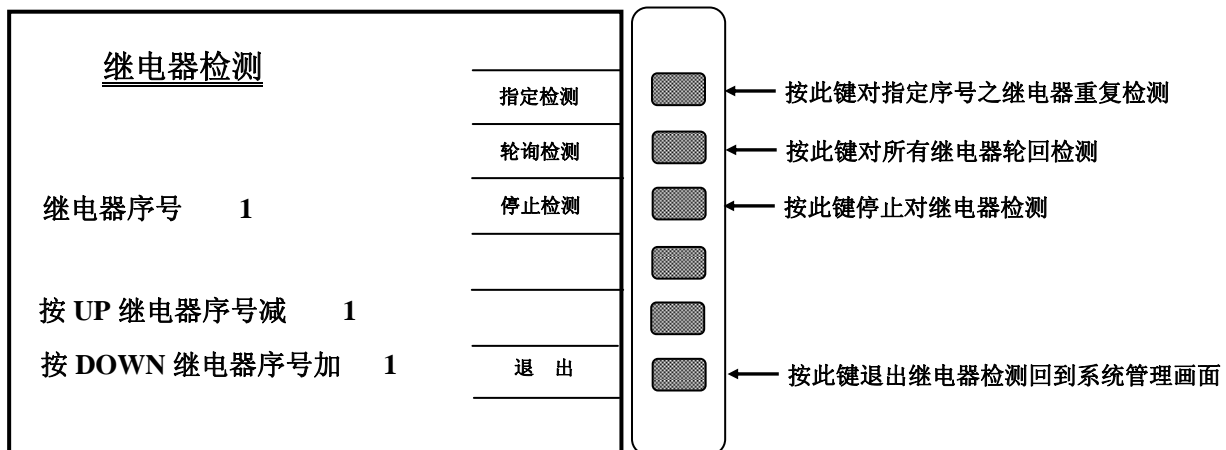 继电器检测
指定检测
按此键对指定序号之继电器重复检测
轮询检测
按此键对所有继电器轮回检测
继电器序号 1
停止检测
按此键停止对继电器检测
按 UP 继电器序号减 1
按 DOWN 继电器序号加 1
退 出
按此键退出继电器检测回到系统管理画面